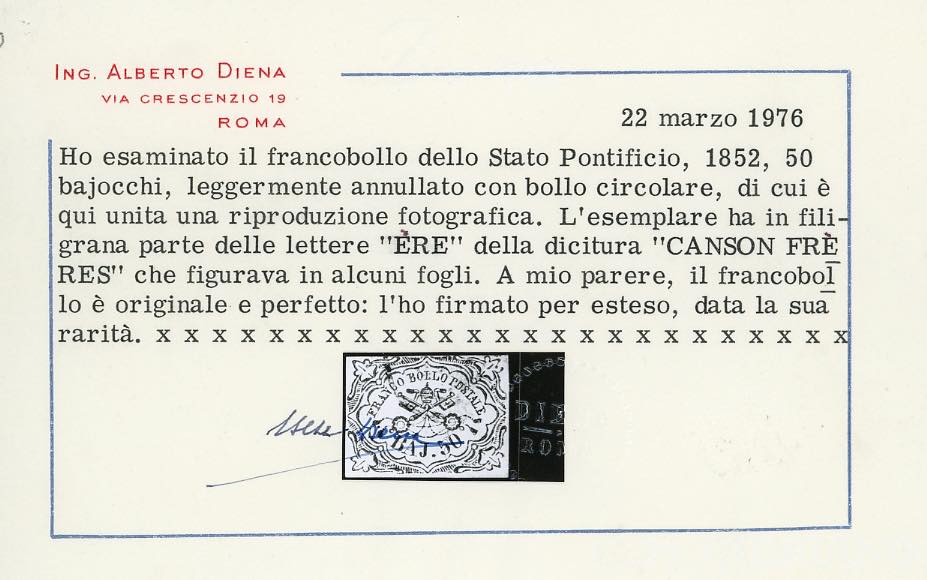 ING. ALBERTO DIENA
VIA CRESCENZIO 19
ROMA
22 marzo 1976
Ho esaminato il francobollo dello Stato Pontificio, 1852, 50
bajocchi, leggermente annullato con bollo circolare, di cui è
qui unita una riproduzione fotografica. L'esemplare ha in fili-
grana parte delle lettere "ÈRE" della dicitura "CANSON FRÈ
RES" che figurava in alcuni fogli. A mio parere, il francobol
lo è originale e perfetto: l'ho firmato per esteso, data la sua
rarità. x x x x x x x x x x x x x x x x x x x x x x x x x
FRANCO BOLLO POSTALE
BAJ. 50
DIE
ROM